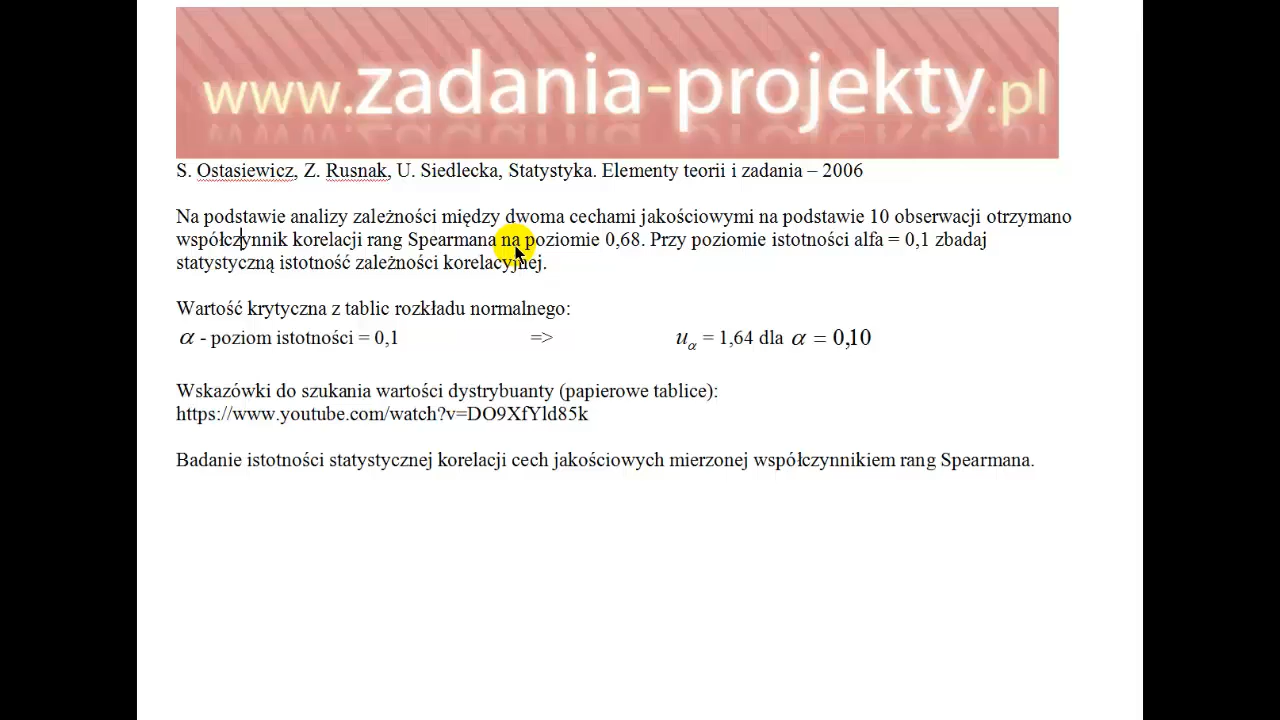 www.zadania-projekty.pl
S. Ostasiewicz, Z. Rusnak, U. Siedlecka, Statystyka. Elementy teorii i zadania – 2006
Na podstawie analizy zależności między dwoma cechami jakościowymi na podstawie 10 obserwacji otrzymano
współczynnik korelacji rang Spearmana na poziomie 0,68. Przy poziomie istotności alfa = 0,1 zbadaj
statystyczną istotność zależności korelacyjnej.
Wartość krytyczna z tablic rozkładu normalnego:
α - poziom istotności = 0,1 => uα = 1,64 dla α = 0,10
Wskazówki do szukania wartości dystrybuanty (papierowe tablice):
https://www.youtube.com/watch?v=DO9XfYld85k
Badanie istotności statystycznej korelacji cech jakościowych mierzonej współczynnikiem rang Spearmana.